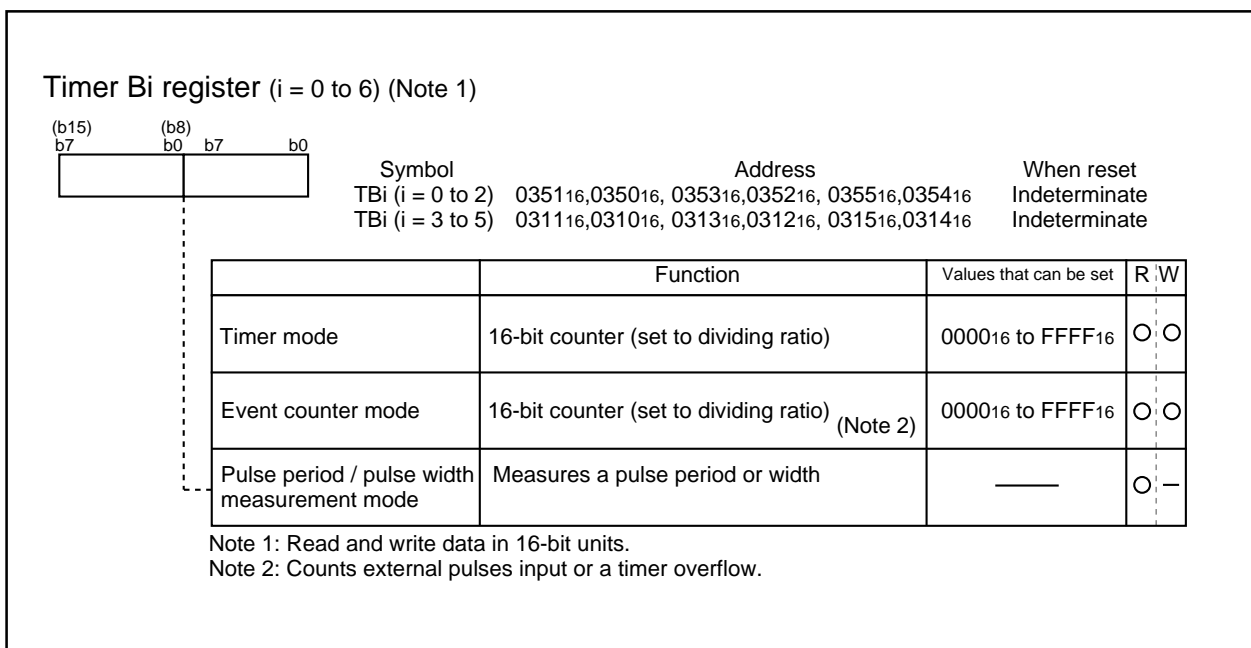 Timer Bi register (i = 0 to 6) (Note 1)
(b15) (b8)
b7 b0 b7 b0
Symbol Address When reset
TBi (i = 0 to 2) 035116,035016, 035316,035216, 035516,035416 Indeterminate
TBi (i = 3 to 5) 031116,031016, 031316,031216, 031516,031416 Indeterminate
Function Values that can be set R W
Timer mode 16-bit counter (set to dividing ratio) 000016 to FFFF16
Event counter mode 16-bit counter (set to dividing ratio) (Note 2) 000016 to FFFF16
Pulse period / pulse width Measures a pulse period or width
measurement mode
Note 1: Read and write data in 16-bit units.
Note 2: Counts external pulses input or a timer overflow.